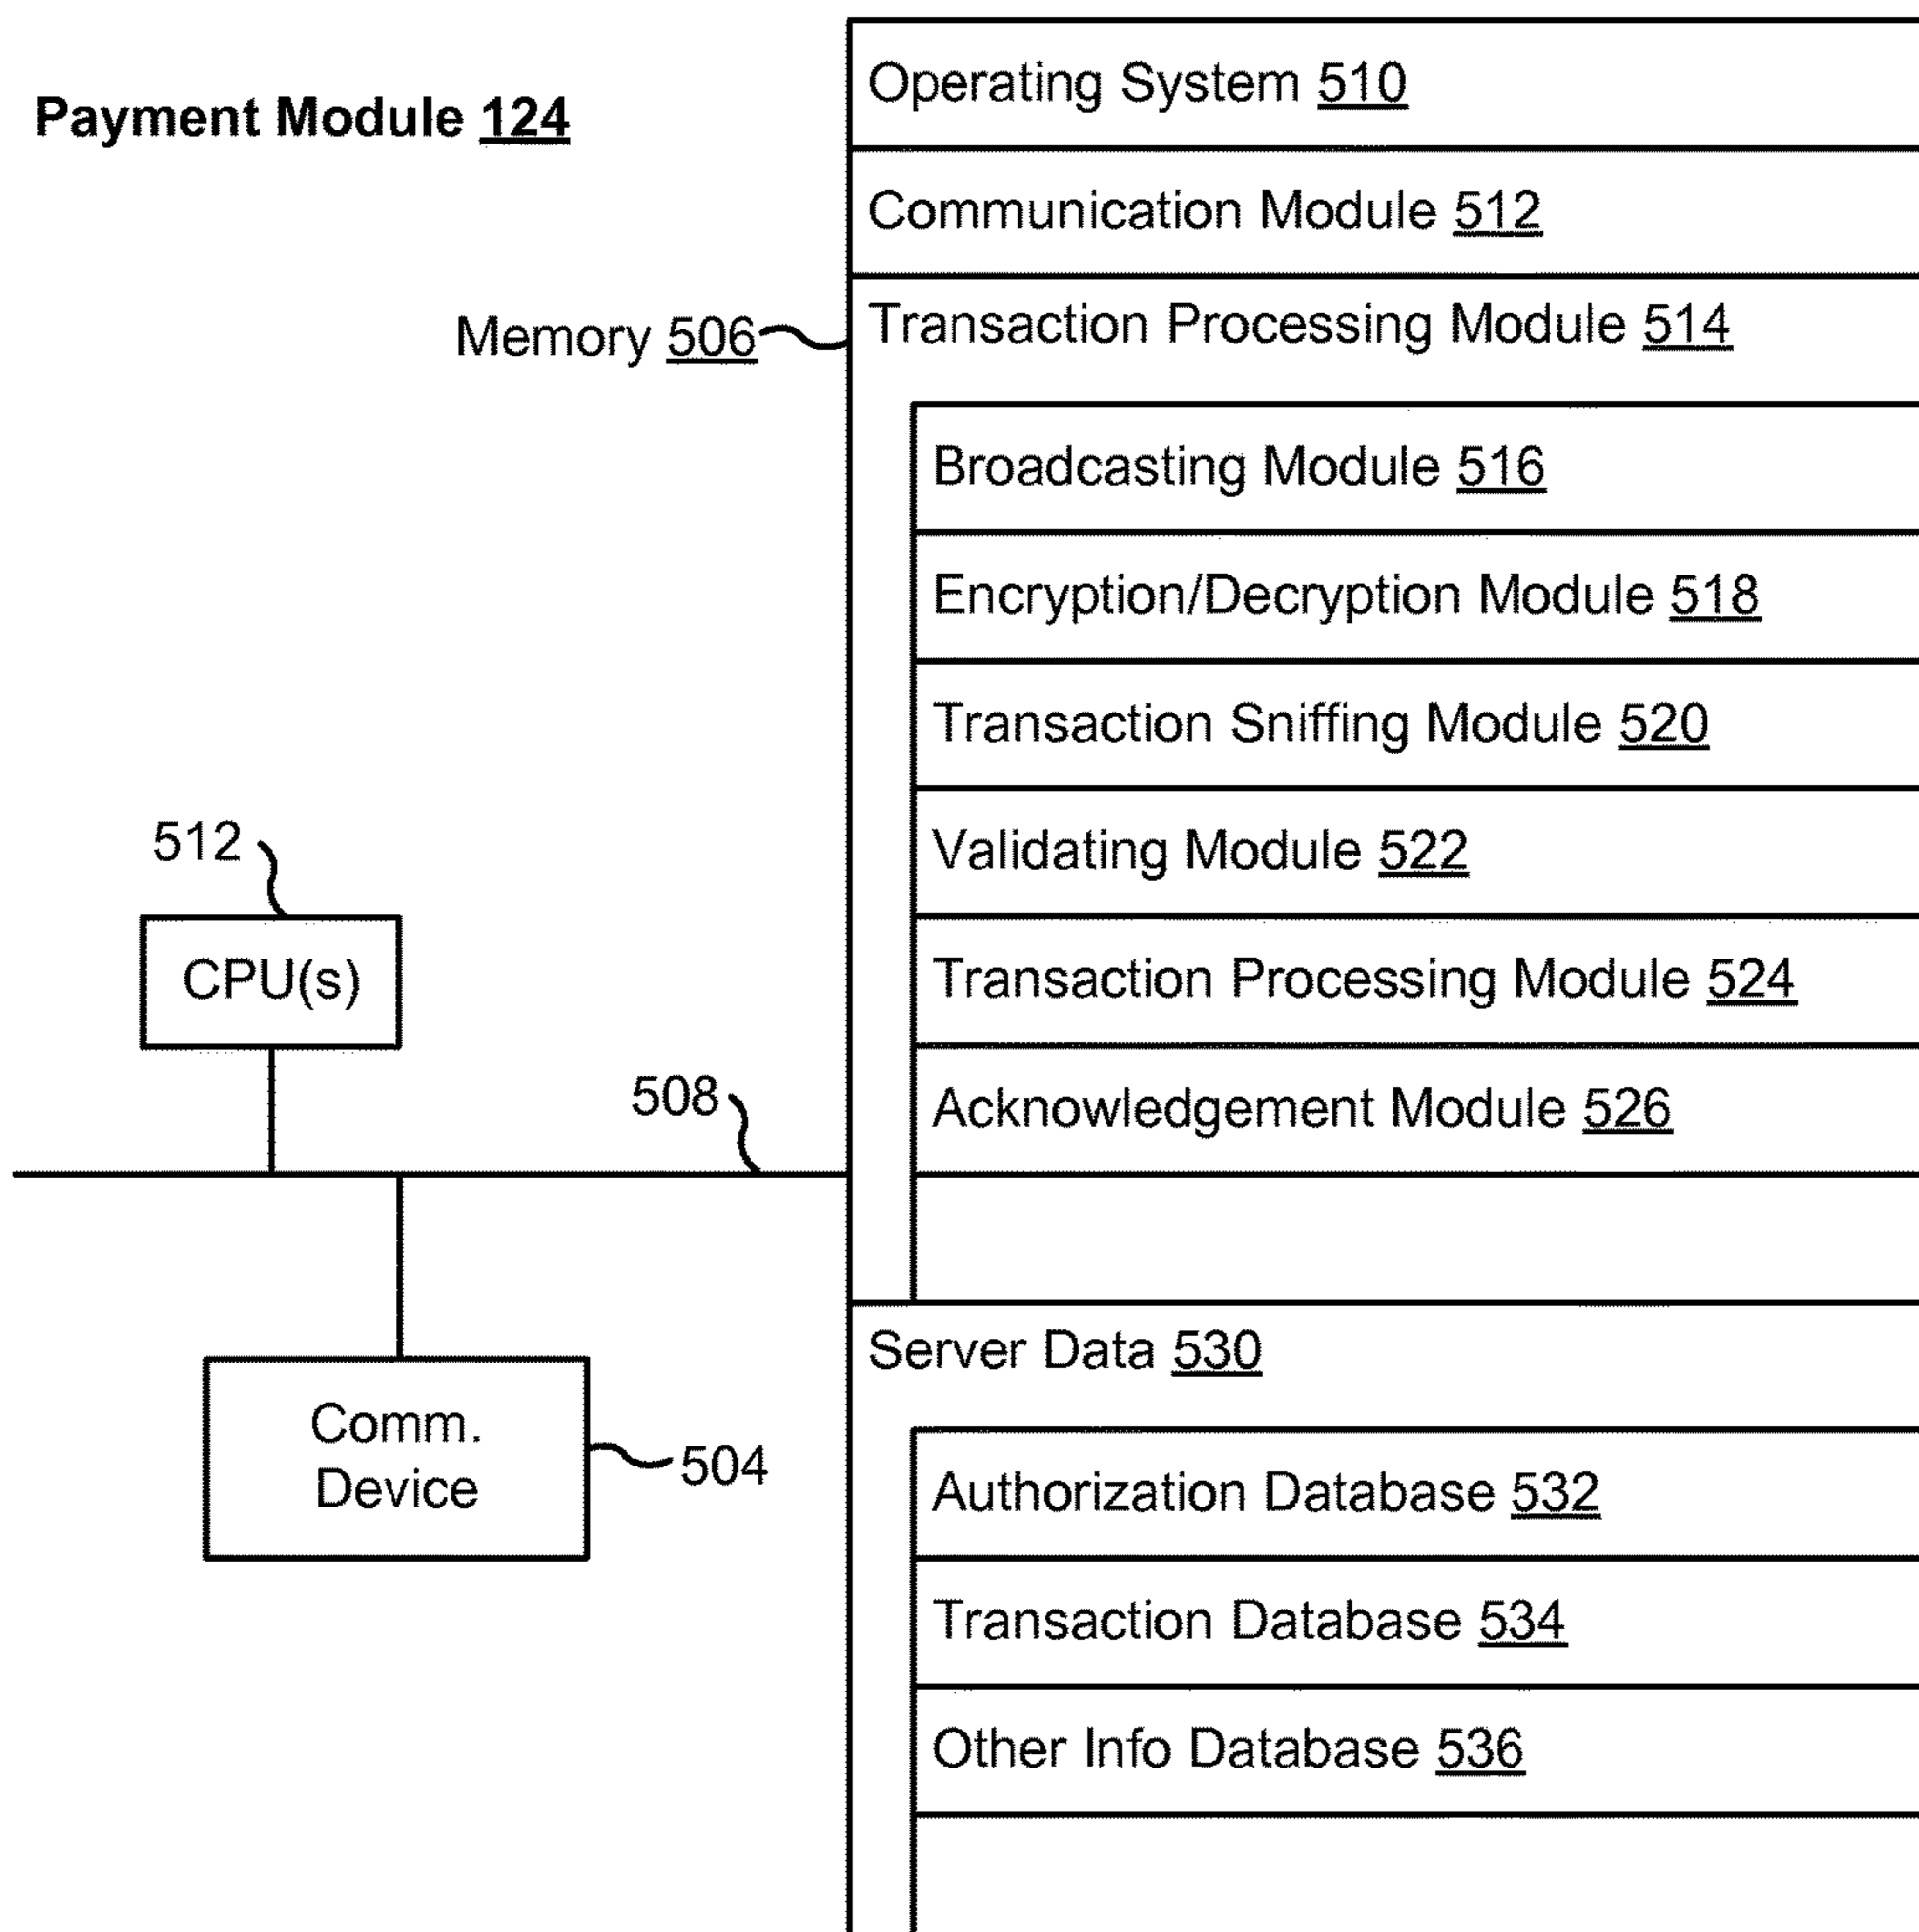 Payment Module 124
Operating System 510
Communication Module 512
Memory 506
Transaction Processing Module 514
Broadcasting Module 516
Encryption/Decryption Module 518
Transaction Sniffing Module 520
Validating Module 522
Transaction Processing Module 524
Acknowledgement Module 526
512
CPU(s)
508
Comm.
Device
504
Server Data 530
Authorization Database 532
Transaction Database 534
Other Info Database 536